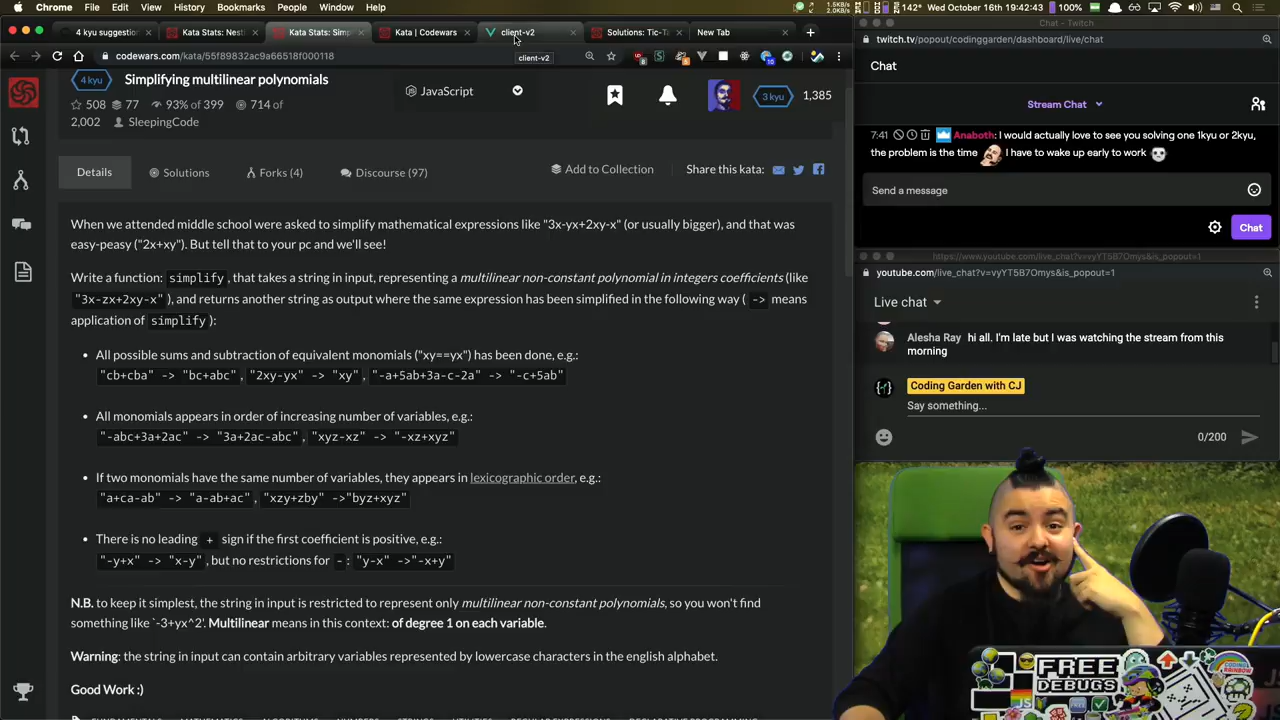 Chrome File Edit View History Bookmarks People Window Help
142° Wed October 16th 19:42:43
4 kyu suggestion
Kata Stats: Nest
Kata Stats: Simp
Kata | Codewars
client-v2
Solutions: Tic-Ta
New Tab
codewars.com/kata/55f89832ac9a66518f000118
client-v2
4 kyu Simplifying multilinear polynomials
508 77 93% of 399 714 of
2,002 SleepingCode
JavaScript
3 kyu 1,385
Details Solutions Forks (4) Discourse (97)
Add to Collection Share this kata:
When we attended middle school were asked to simplify mathematical expressions like "3x-yx+2xy-x" (or usually bigger), and that was
easy-peasy ("2x+xy"). But tell that to your pc and we'll see!
Write a function: simplify, that takes a string in input, representing a multilinear non-constant polynomial in integers coefficients (like
"3x-zx+2xy-x"), and returns another string as output where the same expression has been simplified in the following way ( -> means
application of simplify):
All possible sums and subtraction of equivalent monomials ("xy==yx") has been done, e.g.:
"cb+cba" -> "bc+abc", "2xy-yx" -> "xy", "-a+5ab+3a-c-2a" -> "-c+5ab"
All monomials appears in order of increasing number of variables, e.g.:
"-abc+3a+2ac" -> "3a+2ac-abc", "xyz-xz" -> "-xz+xyz"
If two monomials have the same number of variables, they appears in lexicographic order, e.g.:
"a+ca-ab" -> "a-ab+ac", "xzy+zby" ->"byz+xyz"
There is no leading + sign if the first coefficient is positive, e.g.:
"-y+x" -> "x-y", but no restrictions for -: "y-x" ->"-x+y"
N.B. to keep it simplest, the string in input is restricted to represent only multilinear non-constant polynomials, so you won't find
something like `-3+yx^2'. Multilinear means in this context: of degree 1 on each variable.
Warning: the string in input can contain arbitrary variables represented by lowercase characters in the english alphabet.
Good Work :)
Chat - Twitch
twitch.tv/popout/codinggarden/dashboard/live/chat
Chat
Stream Chat
7:41 Anaboth: I would actually love to see you solving one 1kyu or 2kyu,
the problem is the time I have to wake up early to work
Send a message
Chat
https://www.youtube.com/live_chat?v=vyYT5B7Omys&is_popout=1
youtube.com/live_chat?v=vyYT5B7Omys&is_popout=1
Live chat
Alesha Ray hi all. I'm late but I was watching the stream from this
morning
Coding Garden with CJ
Say something...
0/200
FREE
DEBUGS